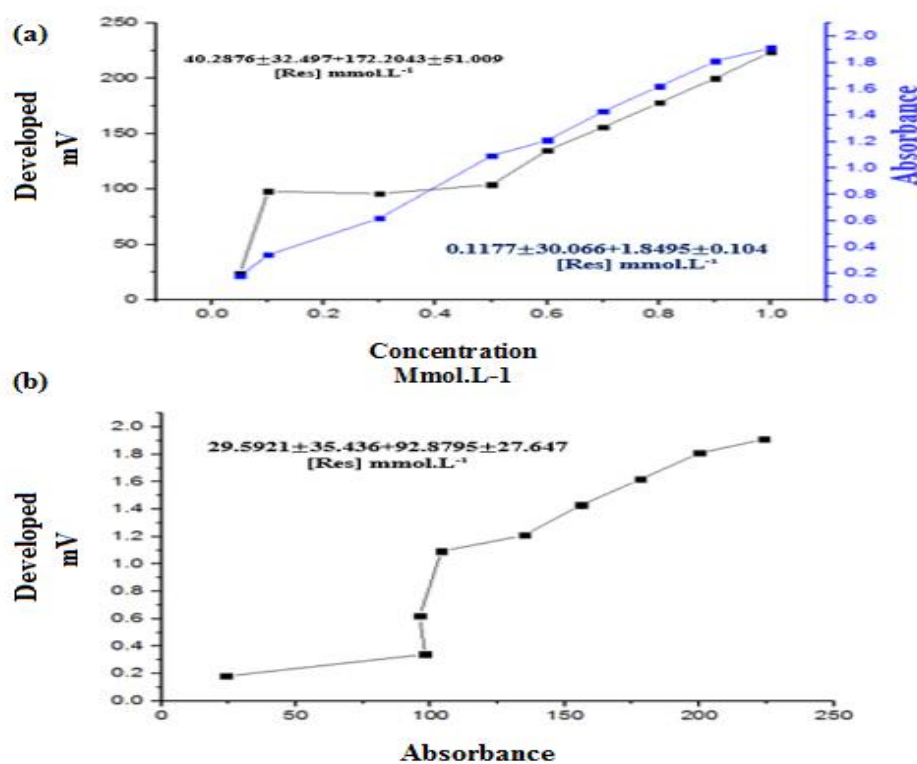 (a)
250
200
150
100
50
0
Developed
mV
40.2876±32.497+172.2043±51.009
[Res] mmol.L⁻¹
0.1177±30.066+1.8495±0.104
[Res] mmol.L⁻¹
2.0
1.8
1.6
1.4
1.2
1.0
0.8
0.6
0.4
0.2
0.0
Absorbance
0.0 0.2 0.4 0.6 0.8 1.0
Concentration
Mmol.L-1
(b)
2.0
1.8
1.6
1.4
1.2
1.0
0.8
0.6
0.4
0.2
0.0
Developed
mV
29.5921±35.436+92.8795±27.647
[Res] mmol.L⁻¹
0 50 100 150 200 250
Absorbance